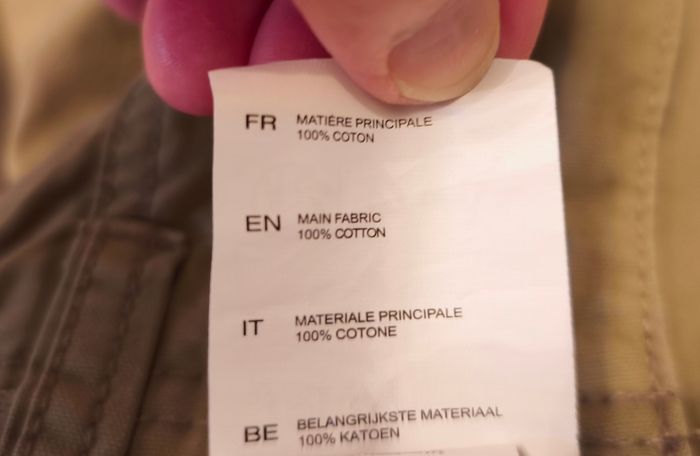 FR MATIÈRE PRINCIPALE
100% COTON
EN MAIN FABRIC
100% COTTON
IT MATERIALE PRINCIPALE
100% COTONE
BE BELANGRIJKSTE MATERIAAL
100% KATOEN